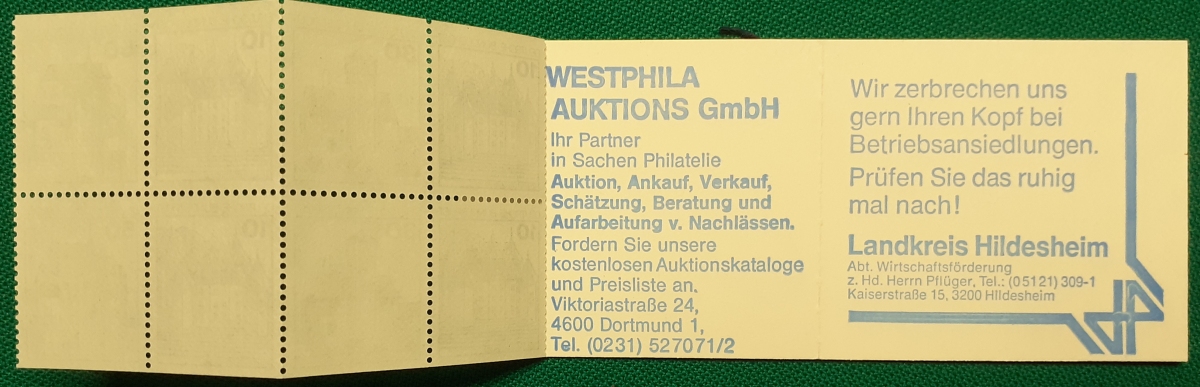 WESTPHILA
AUKTIONS GmbH
Ihr Partner
in Sachen Philatelie
Auktion, Ankauf, Verkauf,
Schätzung, Beratung und
Aufarbeitung v. Nachlässen.
Fordern Sie unsere
kostenlosen Auktionskataloge
und Preisliste an.
Viktoriastraße 24,
4600 Dortmund 1,
Tel. (0231) 527071/2
Wir zerbrechen uns
gern Ihren Kopf bei
Betriebsansiedlungen.
Prüfen Sie das ruhig
mal nach!
Landkreis Hildesheim
Abt. Wirtschaftsförderung
z. Hd. Herrn Pflüger, Tel.: (05121) 309-1
Kaiserstraße 15, 3200 Hildesheim